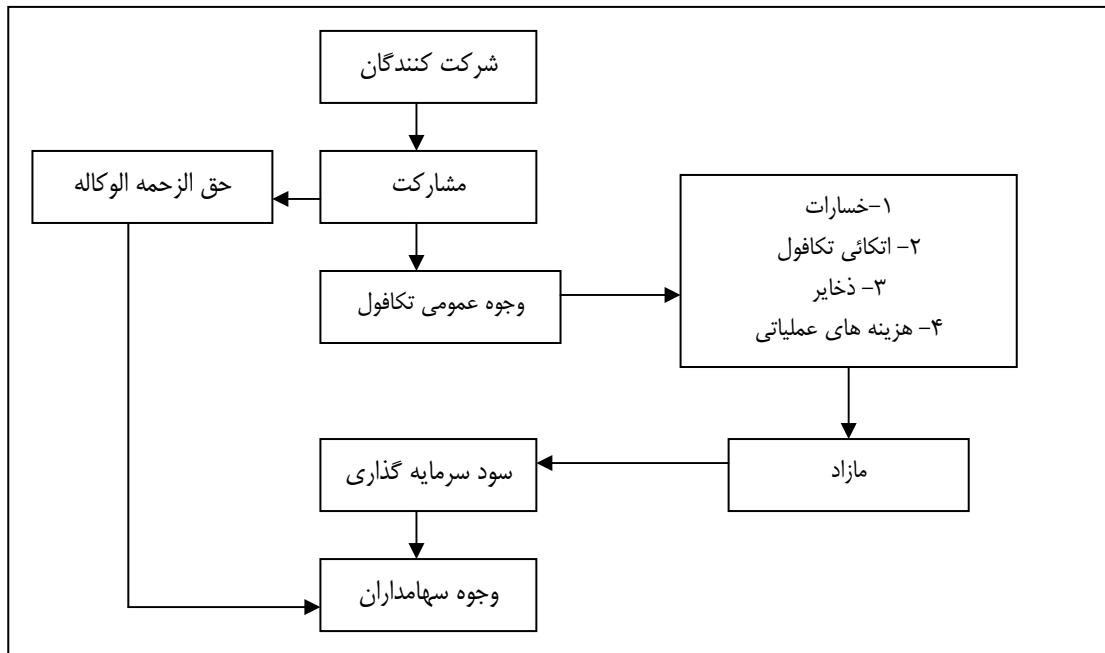 شرکت کنندگان
مشارکت
حق الزحمه الوکاله
وجوه عمومی تکافول
۱-خسارات
۲- اتکائی تکافول
۳- ذخایر
۴- هزینه های عملیاتی
مازاد
سود سرمایه گذاری
وجوه سهامداران